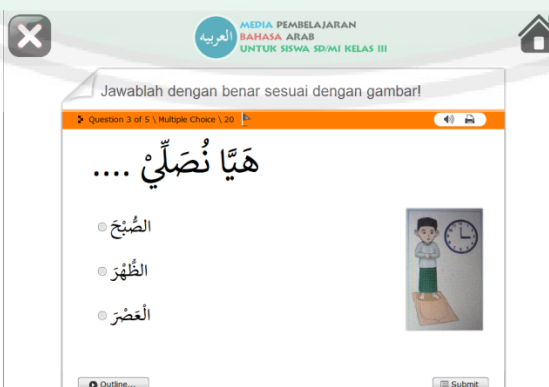 العربية
MEDIA PEMBELAJARAN
BAHASA ARAB
UNTUK SISWA SD/MI KELAS III
Jawablah dengan benar sesuai dengan gambar!
Question 3 of 5 \ Multiple Choice \ 20
هَيَّا نُصَلِّيْ ....
الصُّبْحَ
الظُّهْرَ
الْعَصْرَ
Outline...
Submit